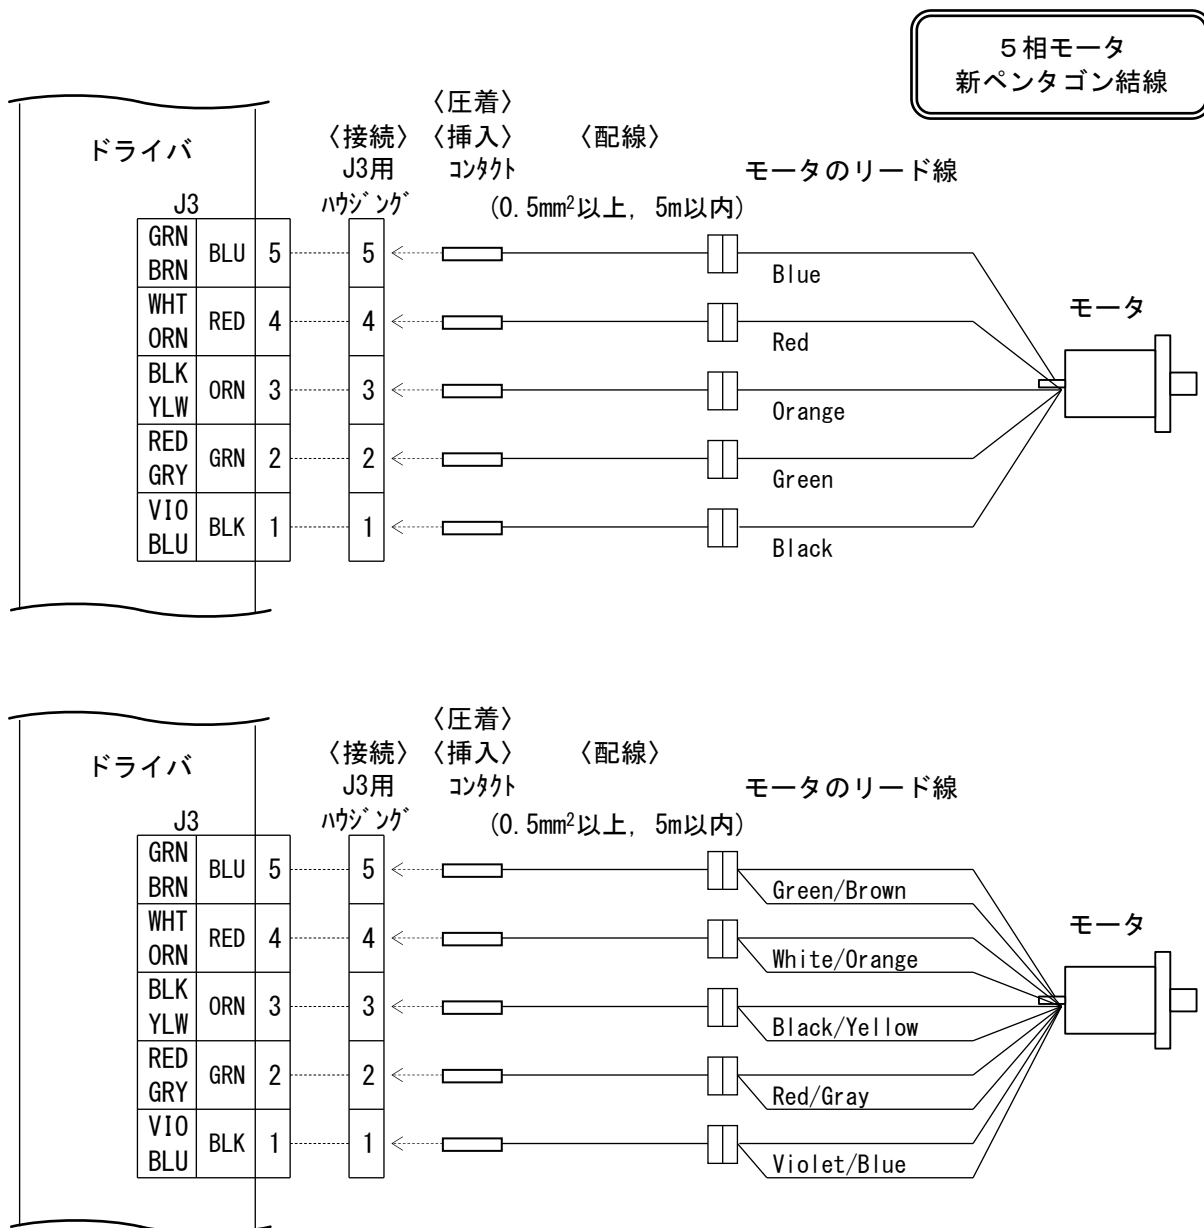 5相モータ
新ペンタゴン結線
〈圧着〉
ドライバ 〈接続〉 〈挿入〉 〈配線〉
J3用 コンタクト モータのリード線
J3 ハウジング (0.5mm²以上, 5m以内)
GRN BRN BLU 5 5 Blue
WHT ORN RED 4 4 Red モータ
BLK YLW ORN 3 3 Orange
RED GRY GRN 2 2 Green
VIO BLU BLK 1 1 Black
〈圧着〉
ドライバ 〈接続〉 〈挿入〉 〈配線〉
J3用 コンタクト モータのリード線
J3 ハウジング (0.5mm²以上, 5m以内)
GRN BRN BLU 5 5 Green/Brown
WHT ORN RED 4 4 White/Orange モータ
BLK YLW ORN 3 3 Black/Yellow
RED GRY GRN 2 2 Red/Gray
VIO BLU BLK 1 1 Violet/Blue